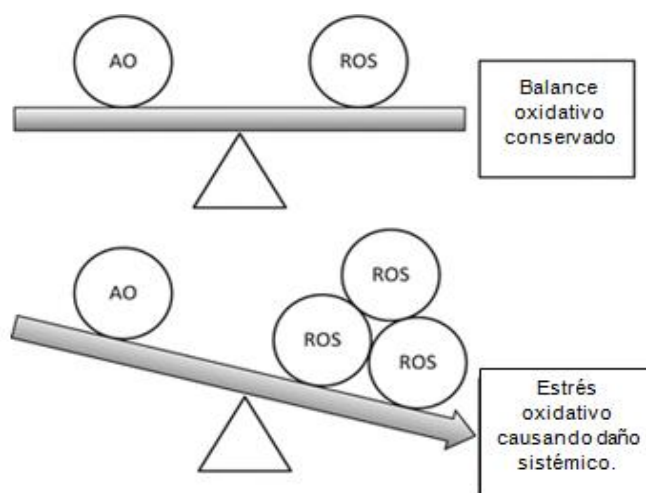 AO
ROS
Balance
oxidativo
conservado
AO
ROS
ROS
ROS
Estrés
oxidativo
causando daño
sistémico.